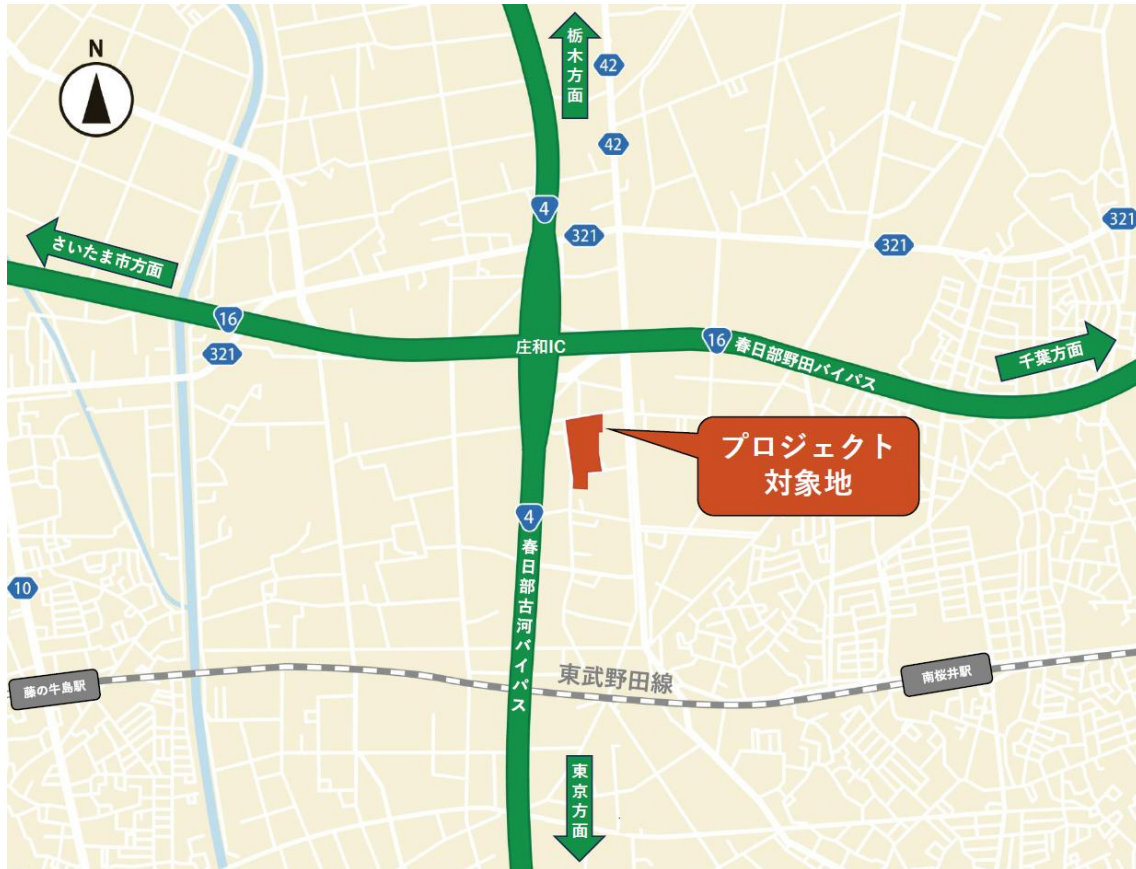 N
栃木方面
42
42
4
321
321
321
さいたま市方面
16
321
庄和IC
16
春日部野田バイパス
千葉方面
プロジェクト
対象地
4
春日部古河バイパス
10
東武野田線
藤の牛島駅
南桜井駅
東京方面